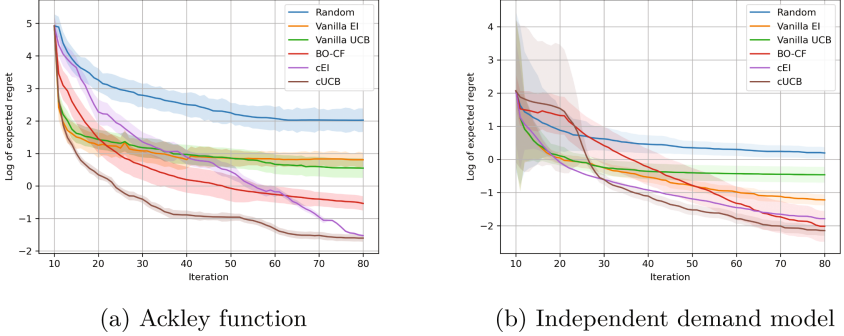 5
4
3
2
1
0
−1
−2
Log of expected regret
10 20 30 40 50 60 70 80
Iteration
Random
Vanilla EI
Vanilla UCB
BO-CF
cEI
cUCB
(a) Ackley function
4
3
2
1
0
−1
−2
Log of expected regret
10 20 30 40 50 60 70 80
Iteration
Random
Vanilla EI
Vanilla UCB
BO-CF
cEI
cUCB
(b) Independent demand model